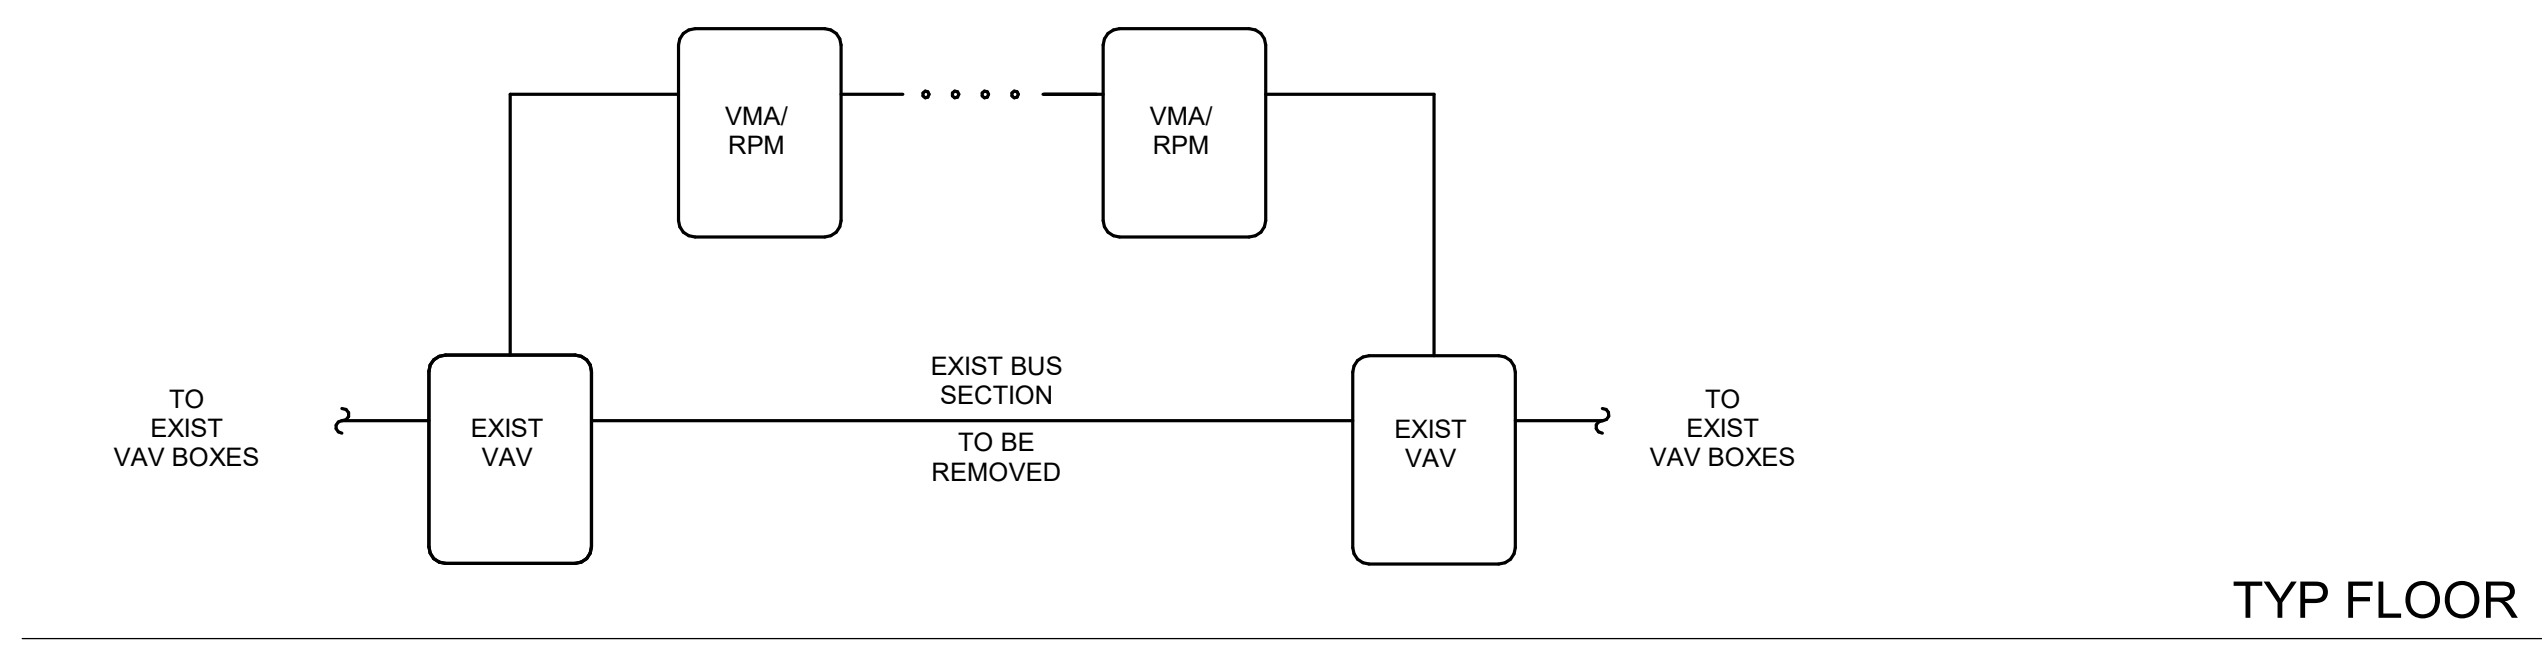 VMA/
RPM
VMA/
RPM
TO
EXIST
VAV BOXES
EXIST
VAV
EXIST BUS
SECTION
TO BE
REMOVED
EXIST
VAV
TO
EXIST
VAV BOXES
TYP FLOOR